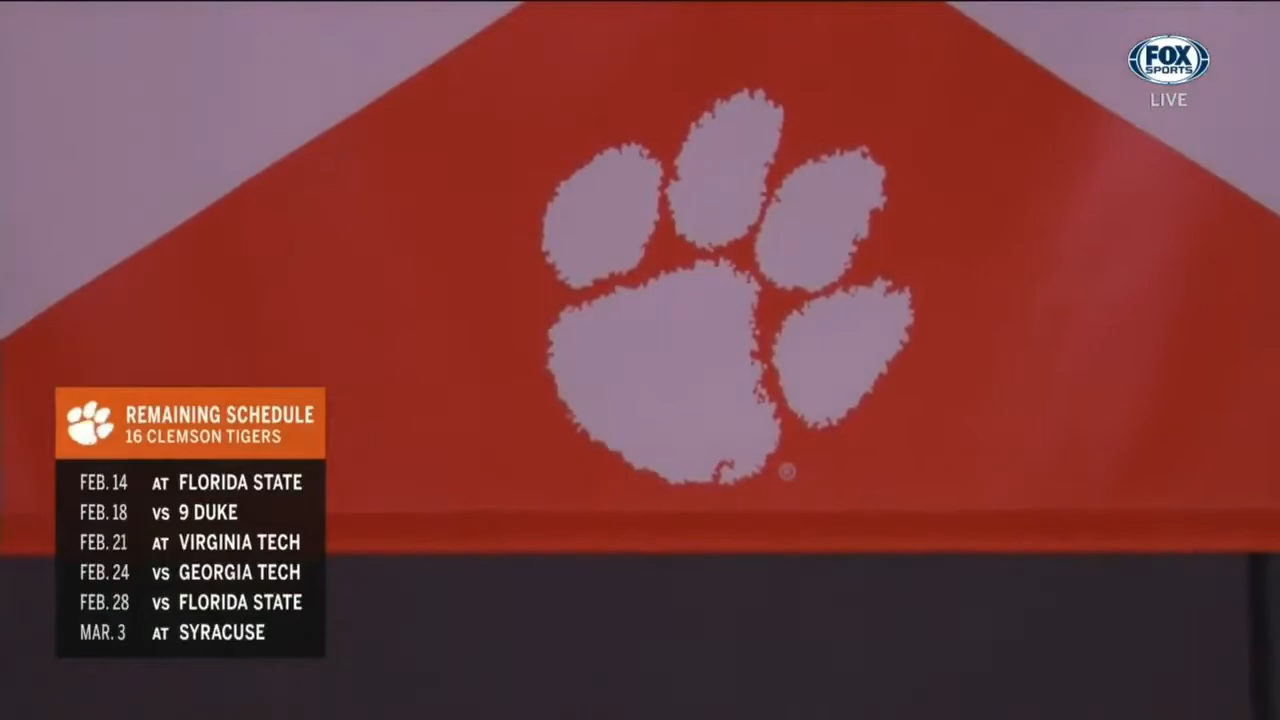 FOX
SPORTS
LIVE
REMAINING SCHEDULE
16 CLEMSON TIGERS
FEB. 14 AT FLORIDA STATE
FEB. 18 VS 9 DUKE
FEB. 21 AT VIRGINIA TECH
FEB. 24 VS GEORGIA TECH
FEB. 28 VS FLORIDA STATE
MAR. 3 AT SYRACUSE
®